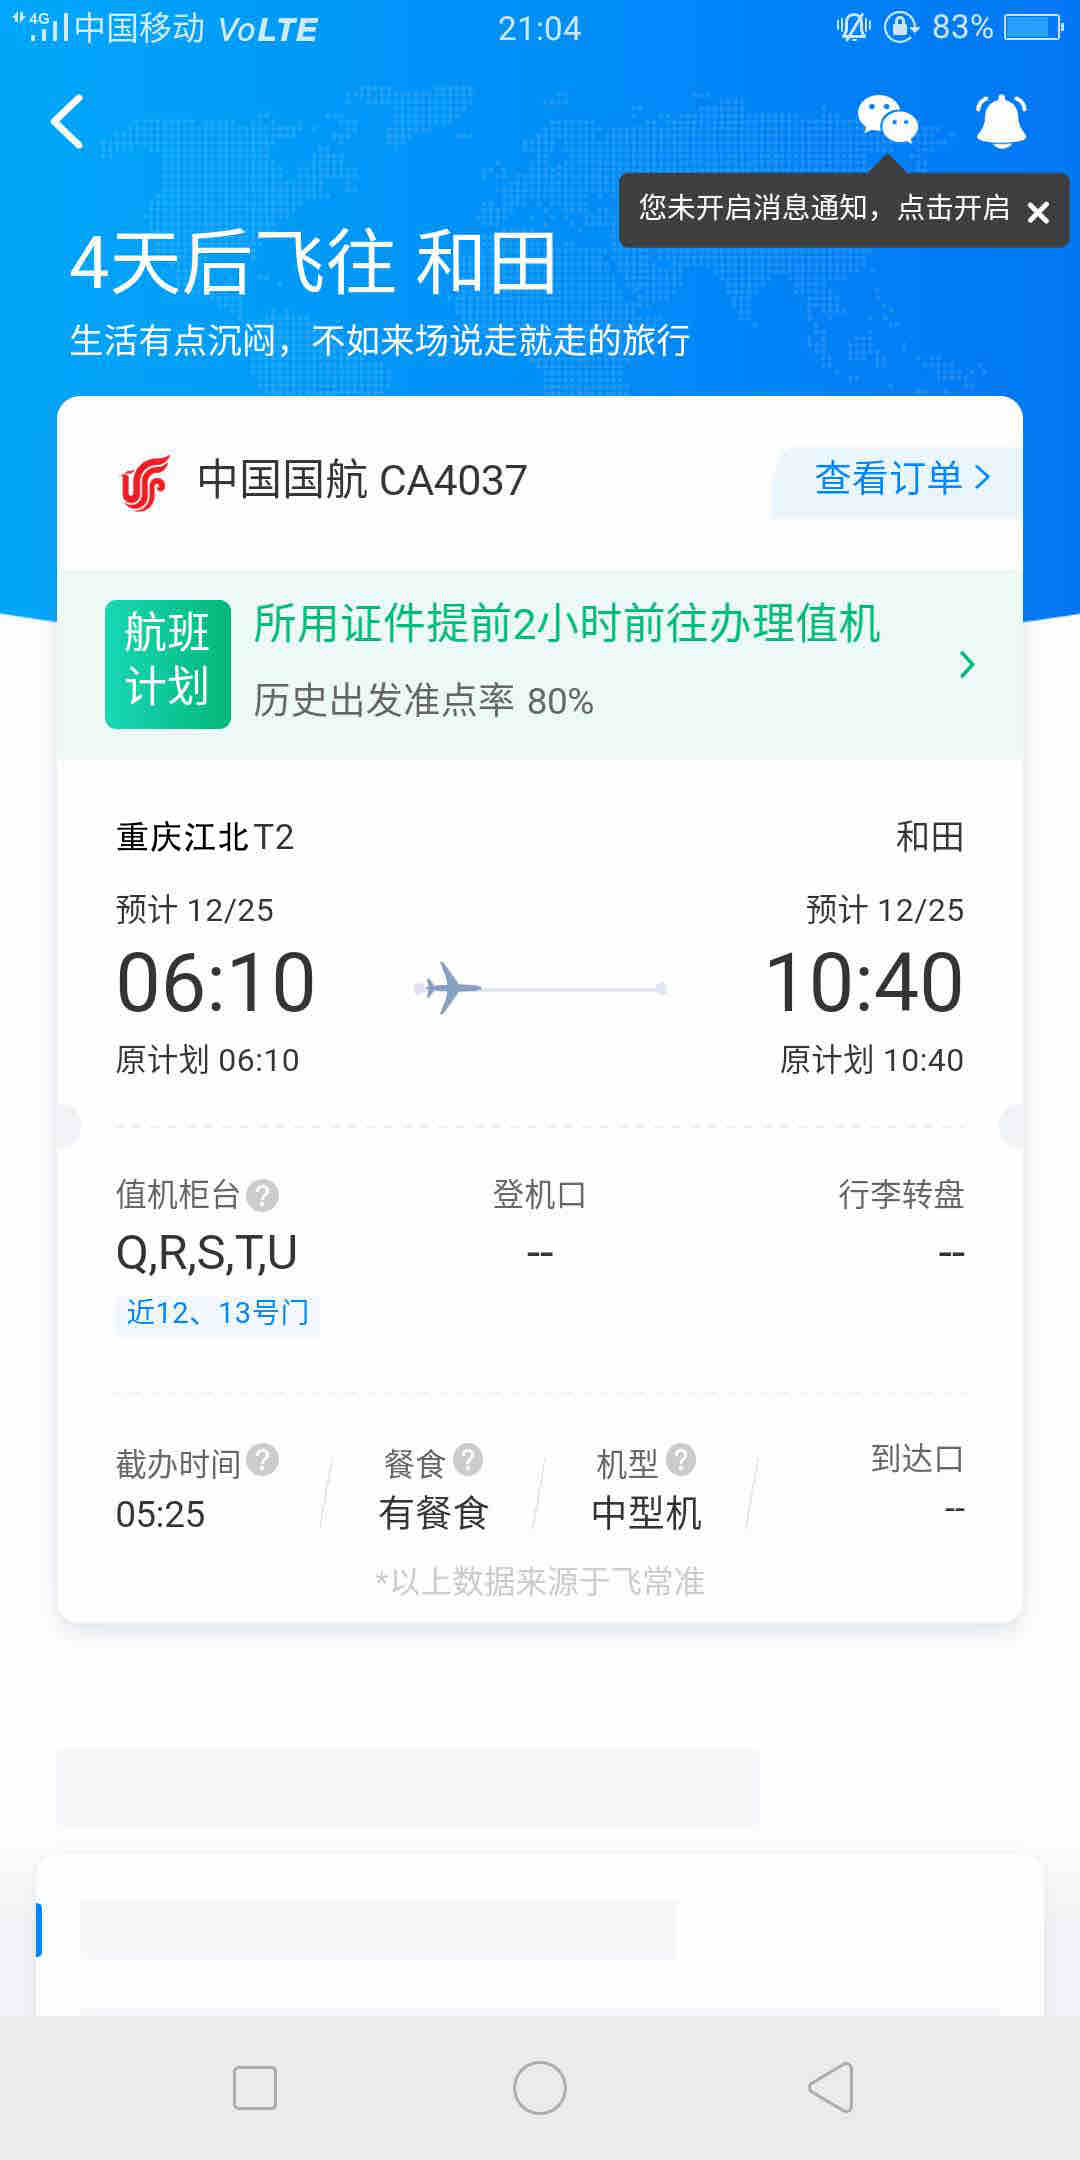 4G 中国移动 VoLTE 21:04 83%
您未开启消息通知，点击开启 ×
4天后飞往 和田
生活有点沉闷，不如来场说走就走的旅行
中国国航 CA4037 查看订单
航班计划
所用证件提前2小时前往办理值机
历史出发准点率 80%
重庆江北T2 和田
预计 12/25 预计 12/25
06:10 10:40
原计划 06:10 原计划 10:40
值机柜台 ? 登机口 行李转盘
Q,R,S,T,U -- --
近12、13号门
截办时间 ? 餐食 ? 机型 ? 到达口
05:25 有餐食 中型机 --
*以上数据来源于飞常准